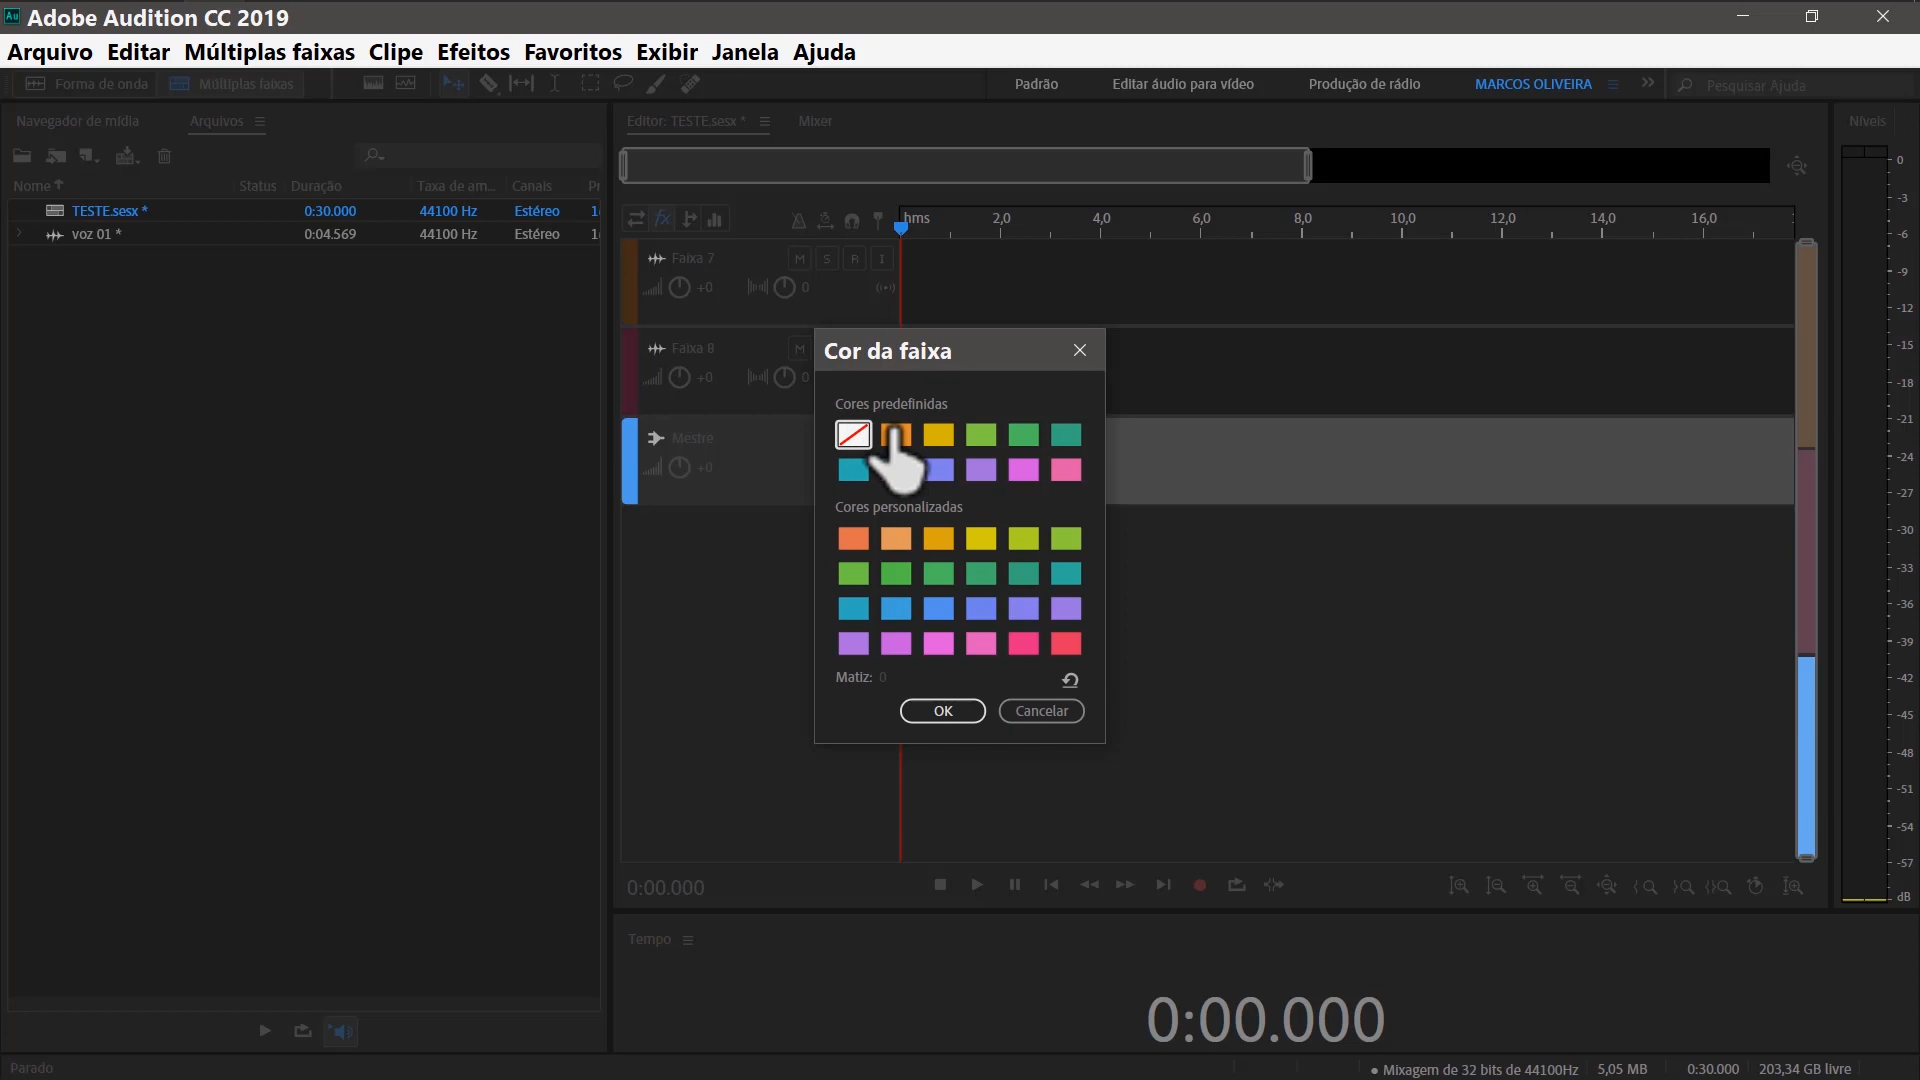 Au Adobe Audition CC 2019
Arquivo Editar Múltiplas faixas Clipe Efeitos Favoritos Exibir Janela Ajuda
Forma de onda Múltiplas faixas Padrão Editar áudio para vídeo Produção de rádio MARCOS OLIVEIRA Pesquisar Ajuda
Navegador de mídia Arquivos
Nome Status Duração Taxa de am... Canais
TESTE.sesx * 0:30.000 44100 Hz Estéreo
voz 01 * 0:04.569 44100 Hz Estéreo
Editor: TESTE.sesx * Mixer
hms 2,0 4,0 6,0 8,0 10,0 12,0 14,0 16,0
fx
Faixa 7 M S R I
+0 0
Faixa 8 M
+0 0
Mestre
+0
Cor da faixa
Cores predefinidas
Cores personalizadas
Matiz: 0
OK Cancelar
0:00.000
Tempo
0:00.000
Níveis
0
-3
-6
-9
-12
-15
-18
-21
-24
-27
-30
-33
-36
-39
-42
-45
-48
-51
-54
-57
dB
Parado Mixagem de 32 bits de 44100Hz 5,05 MB 0:30.000 203,34 GB livre